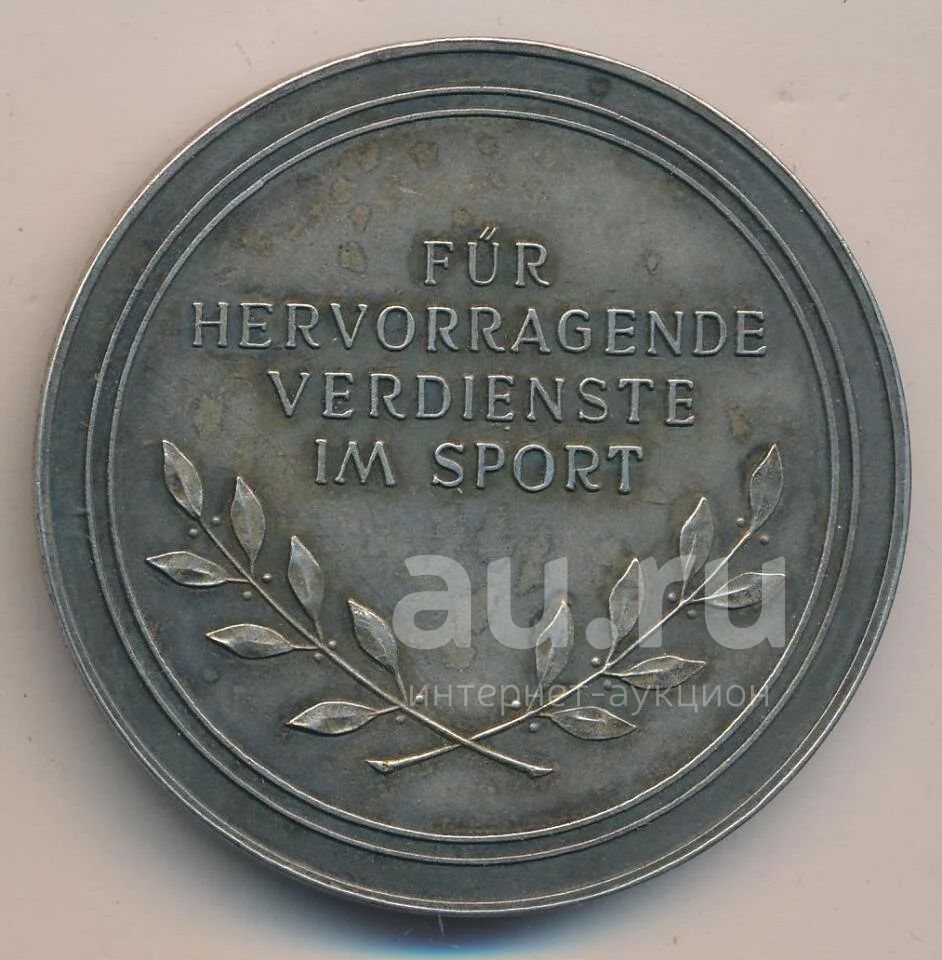 FŰR
HERVORRAGENDE
VERDIENSTE
IM SPORT
au.ru
интернет-аукцион